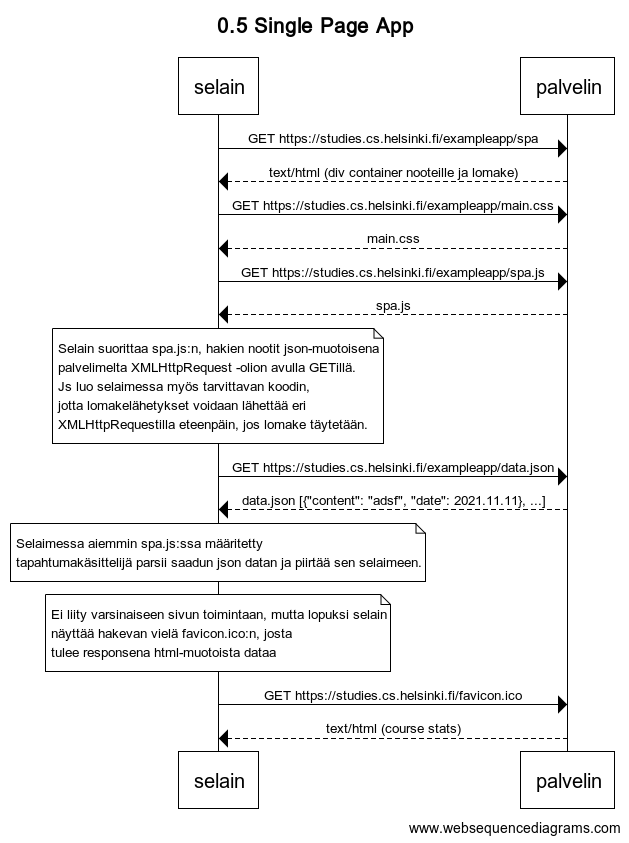 0.5 Single Page App
selain
palvelin
GET https://studies.cs.helsinki.fi/exampleapp/spa
text/html (div container nooteille ja lomake)
GET https://studies.cs.helsinki.fi/exampleapp/main.css
main.css
GET https://studies.cs.helsinki.fi/exampleapp/spa.js
spa.js
Selain suorittaa spa.js:n, hakien nootit json-muotoisena
palvelimelta XMLHttpRequest -olion avulla GETillä.
Js luo selaimessa myös tarvittavan koodin,
jotta lomakelähetykset voidaan lähettää eri
XMLHttpRequestilla eteenpäin, jos lomake täytetään.
GET https://studies.cs.helsinki.fi/exampleapp/data.json
data.json [{"content": "adsf", "date": 2021.11.11}, ...]
Selaimessa aiemmin spa.js:ssa määritetty
tapahtumakäsittelijä parsii saadun json datan ja piirtää sen selaimeen.
Ei liity varsinaiseen sivun toimintaan, mutta lopuksi selain
näyttää hakevan vielä favicon.ico:n, josta
tulee responsena html-muotoista dataa
GET https://studies.cs.helsinki.fi/favicon.ico
text/html (course stats)
selain
palvelin
www.websequencediagrams.com